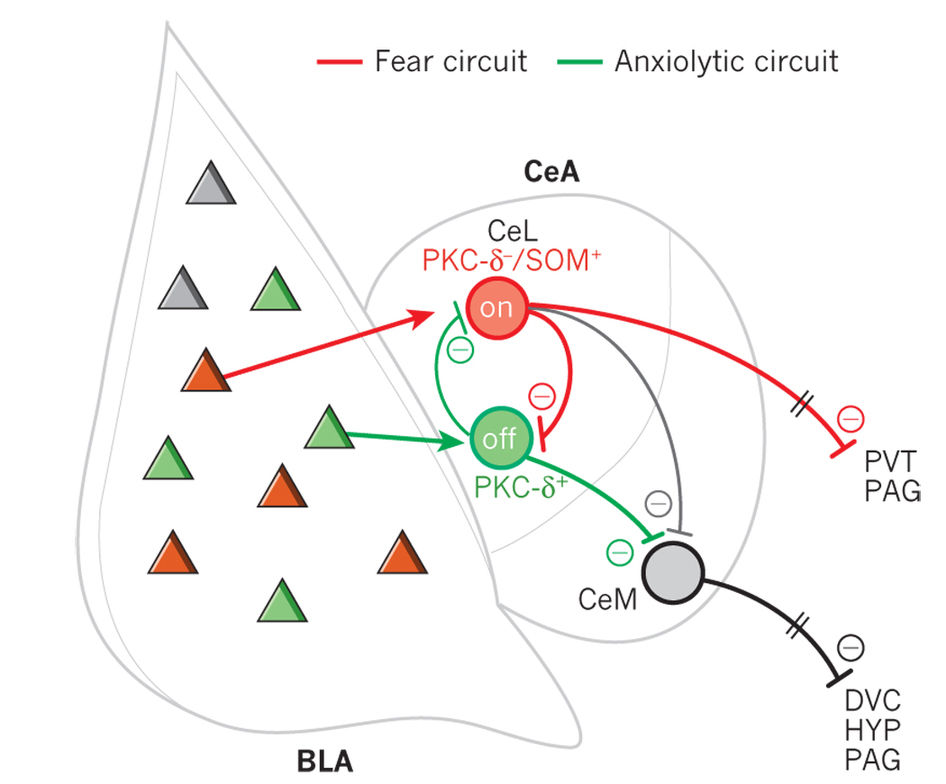 Fear circuit
Anxiolytic circuit
CeA
CeL
PKC-δ⁻/SOM⁺
on
off
PKC-δ⁺
PVT
PAG
CeM
DVC
HYP
PAG
BLA